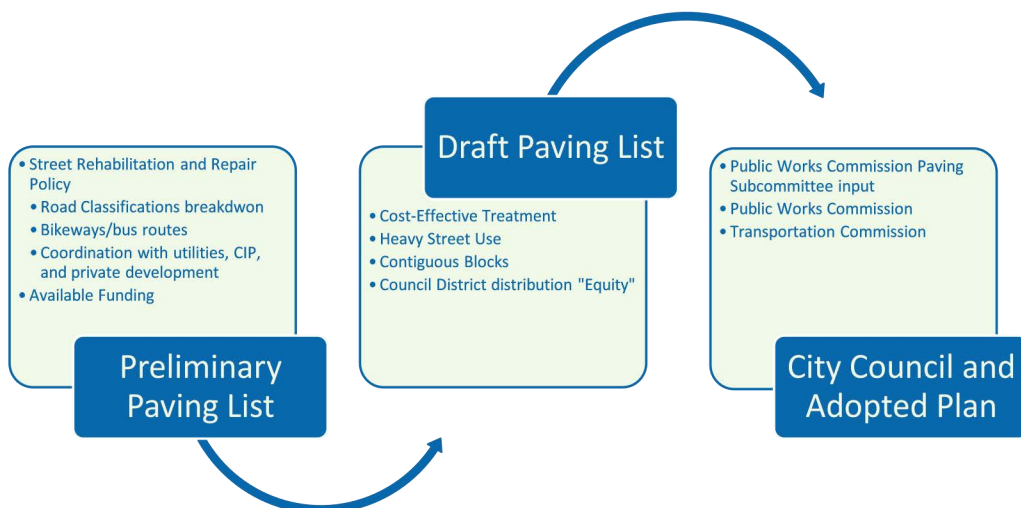 • Street Rehabilitation and Repair
Policy
• Road Classifications breakdwon
• Bikeways/bus routes
• Coordination with utilities, CIP,
and private development
• Available Funding
Preliminary
Paving List
Draft Paving List
• Cost-Effective Treatment
• Heavy Street Use
• Contiguous Blocks
• Council District distribution "Equity"
• Public Works Commission Paving
Subcommittee input
• Public Works Commission
• Transportation Commission
City Council and
Adopted Plan